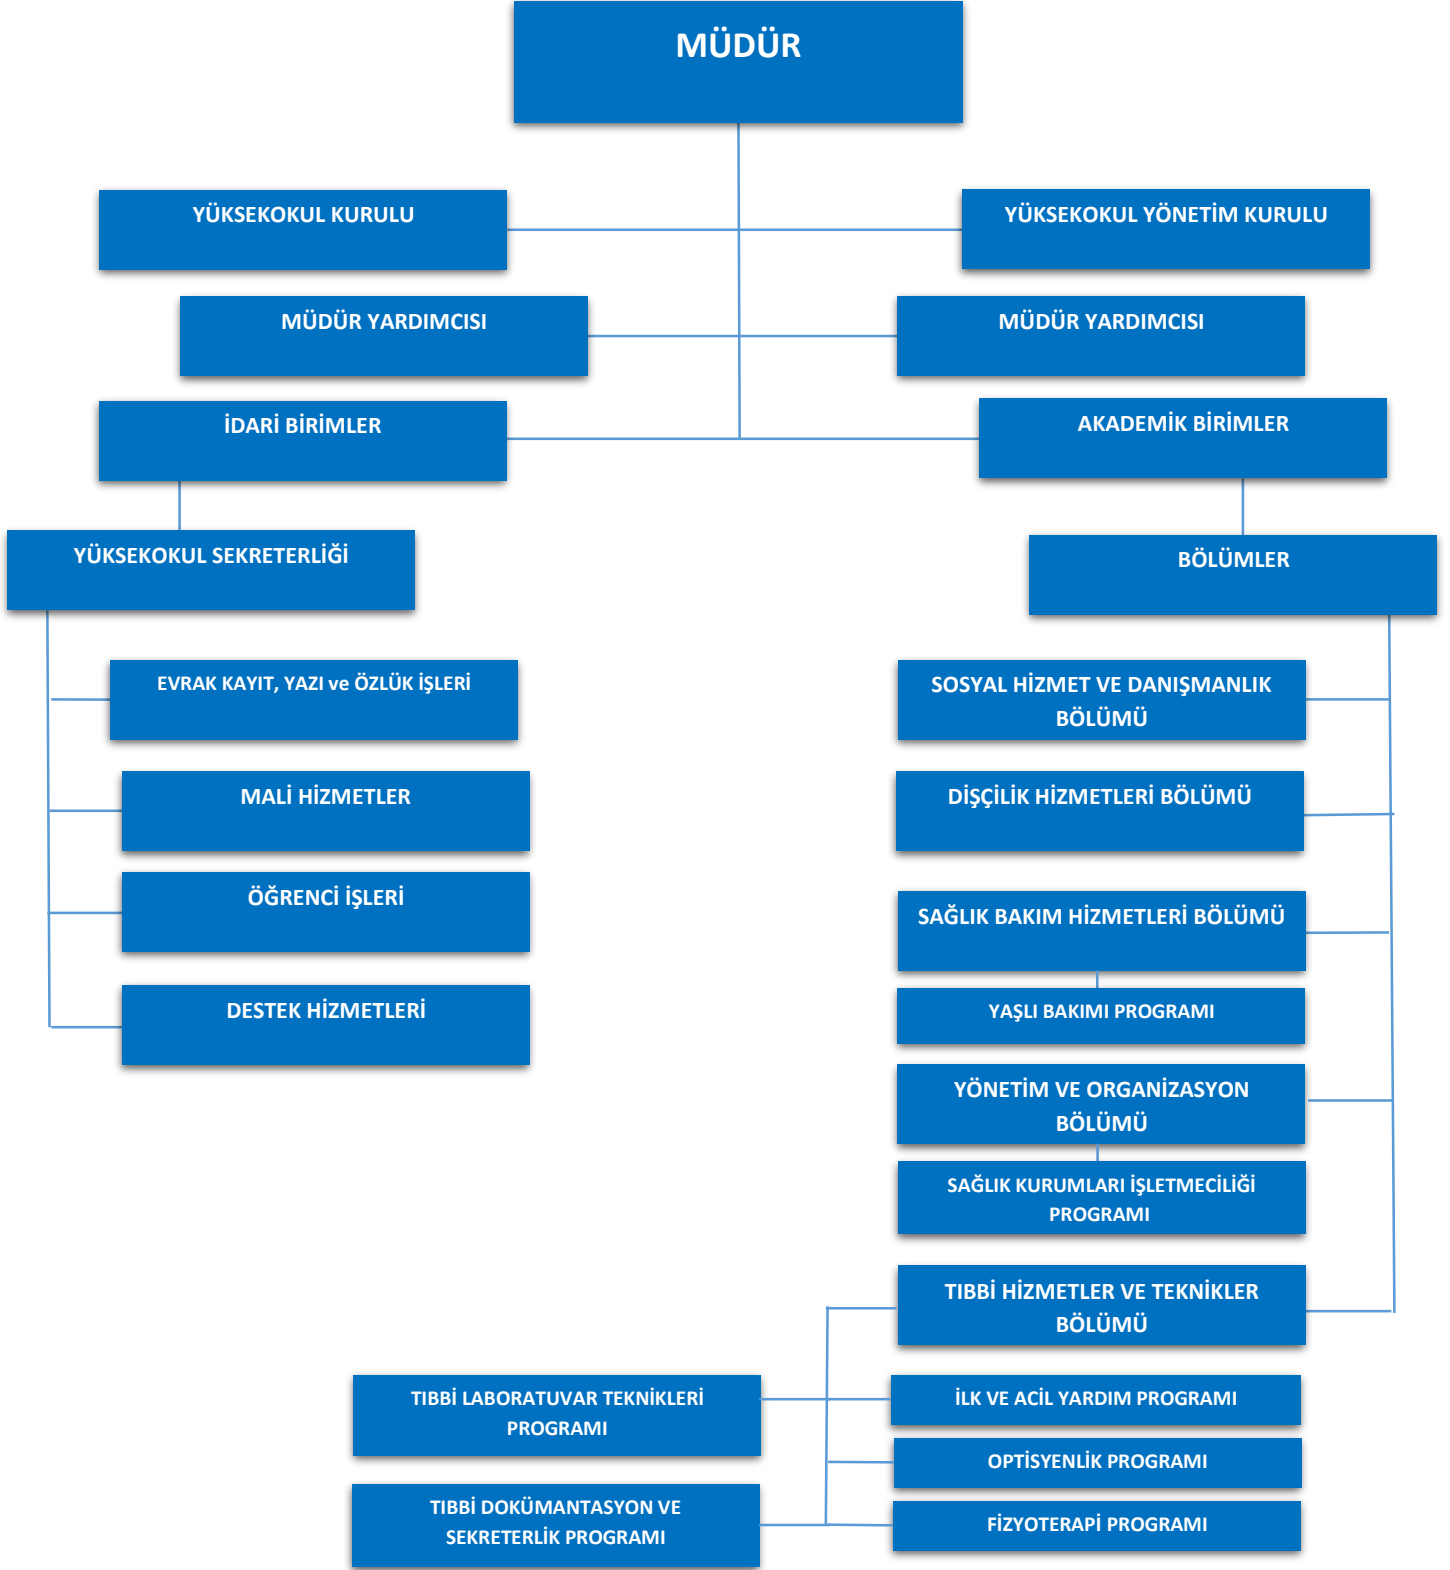 MÜDÜR
YÜKSEKOKUL KURULU
YÜKSEKOKUL YÖNETİM KURULU
MÜDÜR YARDIMCISI
MÜDÜR YARDIMCISI
İDARİ BİRİMLER
AKADEMİK BİRİMLER
YÜKSEKOKUL SEKRETERLİĞİ
BÖLÜMLER
EVRAK KAYIT, YAZI ve ÖZLÜK İŞLERİ
MALİ HİZMETLER
ÖĞRENCİ İŞLERİ
DESTEK HİZMETLERİ
SOSYAL HİZMET VE DANIŞMANLIK
BÖLÜMÜ
DİŞÇİLİK HİZMETLERİ BÖLÜMÜ
SAĞLIK BAKIM HİZMETLERİ BÖLÜMÜ
YAŞLI BAKIMI PROGRAMI
YÖNETİM VE ORGANİZASYON
BÖLÜMÜ
SAĞLIK KURUMLARI İŞLETMECİLİĞİ
PROGRAMI
TIBBİ HİZMETLER VE TEKNİKLER
BÖLÜMÜ
TIBBİ LABORATUVAR TEKNİKLERİ
PROGRAMI
İLK VE ACİL YARDIM PROGRAMI
OPTİSYENLİK PROGRAMI
TIBBİ DOKÜMANTASYON VE
SEKRETERLİK PROGRAMI
FİZYOTERAPİ PROGRAMI